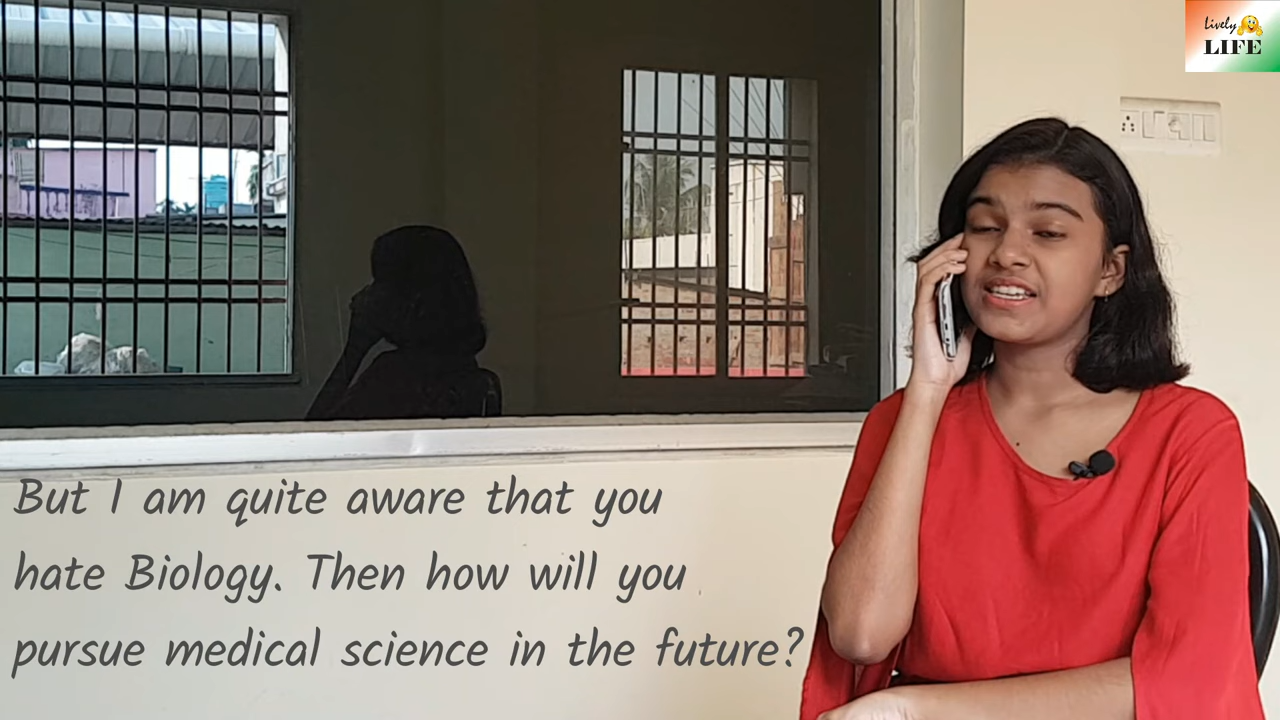 Lively
LIFE
But I am quite aware that you
hate Biology. Then how will you
pursue medical science in the future?